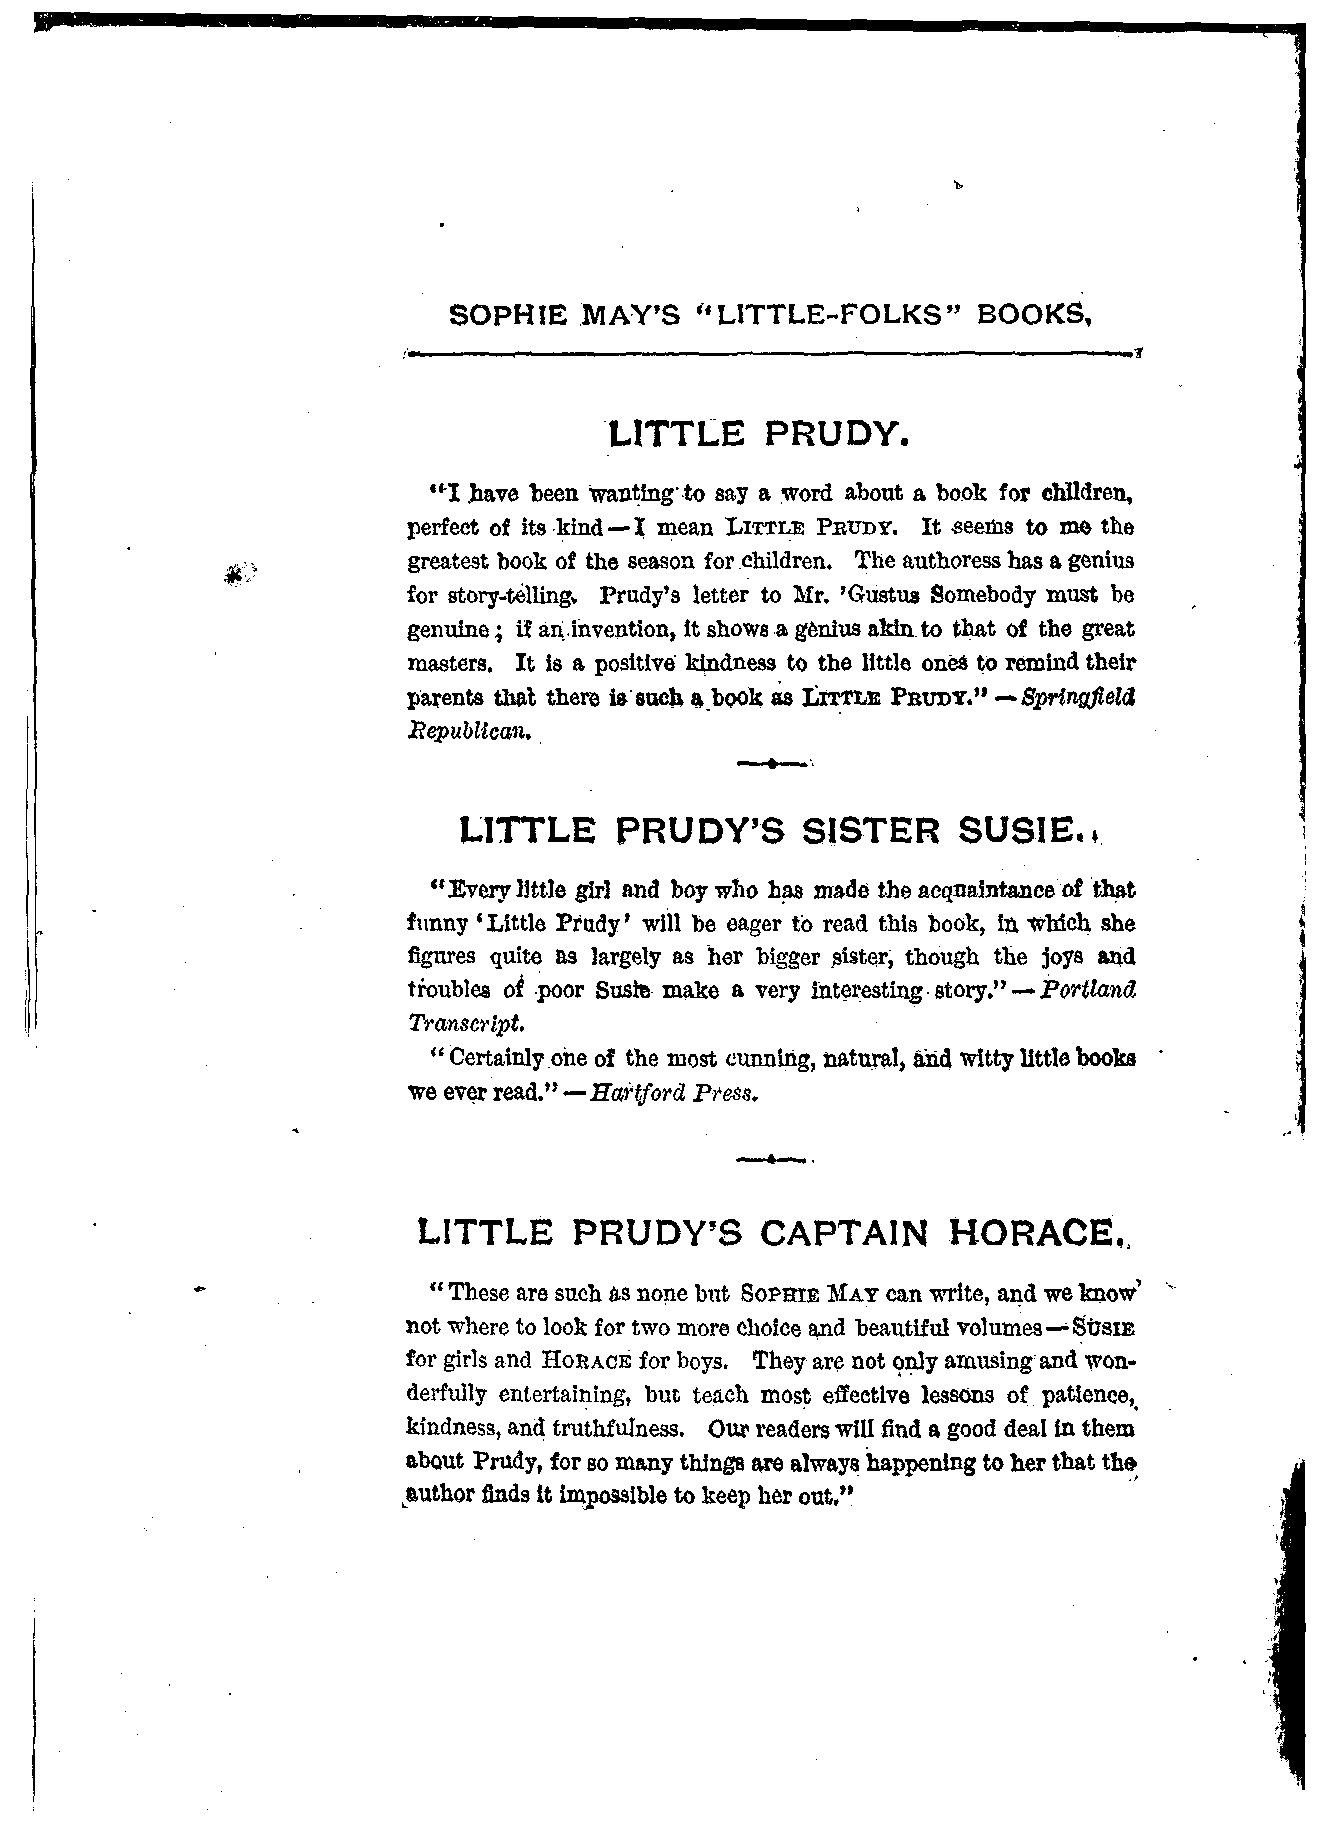 SOPHIE MAY'S "LITTLE-FOLKS" BOOKS.
LITTLE PRUDY.
"I have been wanting to say a word about a book for children,
perfect of its kind—I mean LITTLE PRUDY. It seems to me the
greatest book of the season for children. The authoress has a genius
for story-telling. Prudy's letter to Mr. 'Gustus Somebody must be
genuine; if an invention, it shows a genius akin to that of the great
masters. It is a positive kindness to the little ones to remind their
parents that there is such a book as LITTLE PRUDY."—Springfield
Republican.
LITTLE PRUDY'S SISTER SUSIE.
"Every little girl and boy who has made the acquaintance of that
funny 'Little Prudy' will be eager to read this book, in which she
figures quite as largely as her bigger sister, though the joys and
troubles of poor Susie make a very interesting story."—Portland
Transcript.
"Certainly one of the most cunning, natural, and witty little books
we ever read."—Hartford Press.
LITTLE PRUDY'S CAPTAIN HORACE.
"These are such as none but SOPHIE MAY can write, and we know
not where to look for two more choice and beautiful volumes—SUSIE
for girls and HORACE for boys. They are not only amusing and won-
derfully entertaining, but teach most effective lessons of patience,
kindness, and truthfulness. Our readers will find a good deal in them
about Prudy, for so many things are always happening to her that the
author finds it impossible to keep her out."